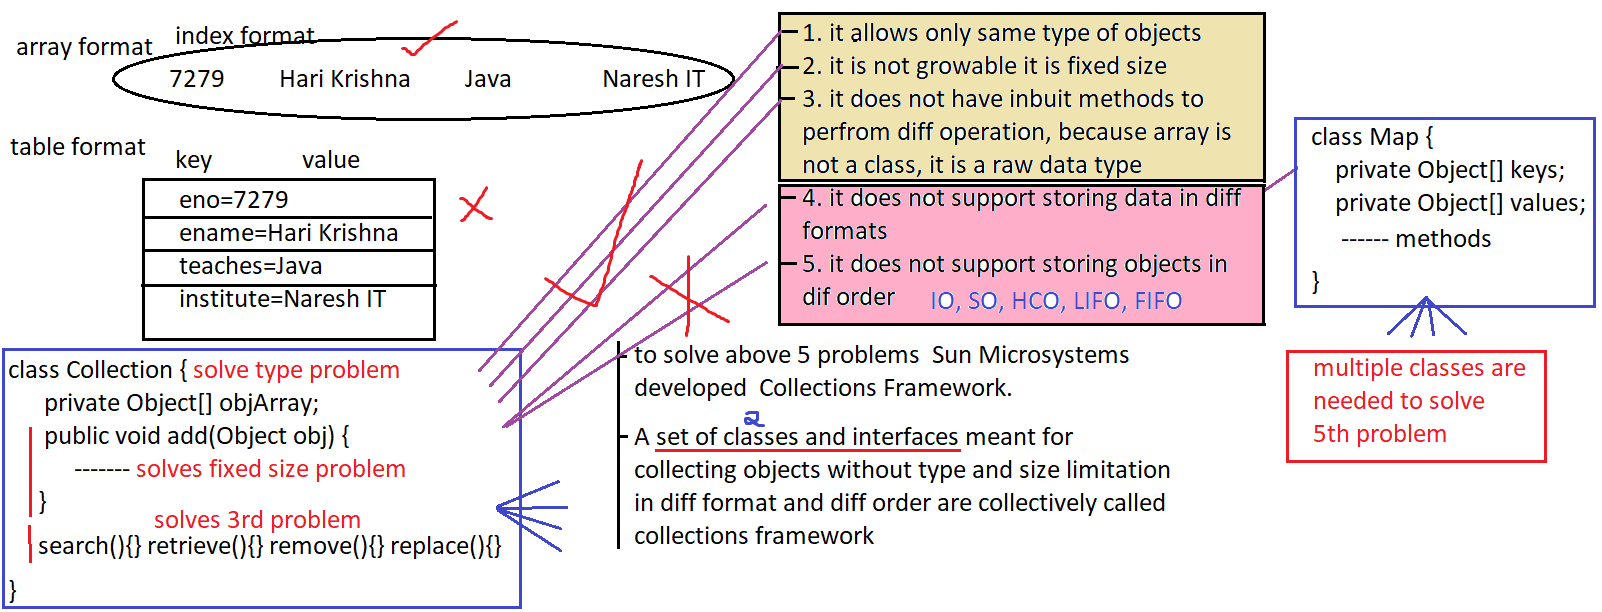 index format
array format
7279 Hari Krishna Java Naresh IT
table format
key value
eno=7279
ename=Hari Krishna
teaches=Java
institute=Naresh IT
1. it allows only same type of objects
2. it is not growable it is fixed size
3. it does not have inbuit methods to
perfrom diff operation, because array is
not a class, it is a raw data type
4. it does not support storing data in diff
formats
5. it does not support storing objects in
dif order IO, SO, HCO, LIFO, FIFO
class Map {
private Object[] keys;
private Object[] values;
------ methods
}
multiple classes are
needed to solve
5th problem
class Collection { solve type problem
private Object[] objArray;
public void add(Object obj) {
------- solves fixed size problem
}
solves 3rd problem
search(){} retrieve(){} remove(){} replace(){}
}
to solve above 5 problems Sun Microsystems
developed Collections Framework.
2
A set of classes and interfaces meant for
collecting objects without type and size limitation
in diff format and diff order are collectively called
collections framework